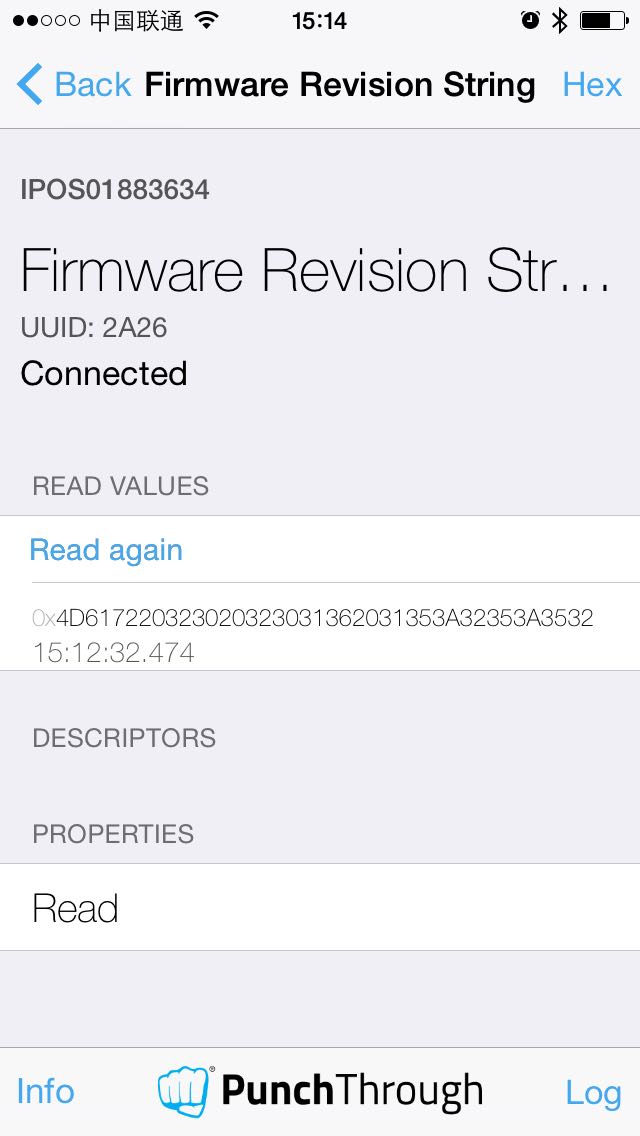 中国联通 15:14
Back Firmware Revision String Hex
IPOS01883634
Firmware Revision Str...
UUID: 2A26
Connected
READ VALUES
Read again
0x4D617220323020323031362031353A32353A3532
15:12:32.474
DESCRIPTORS
PROPERTIES
Read
Info PunchThrough® Log